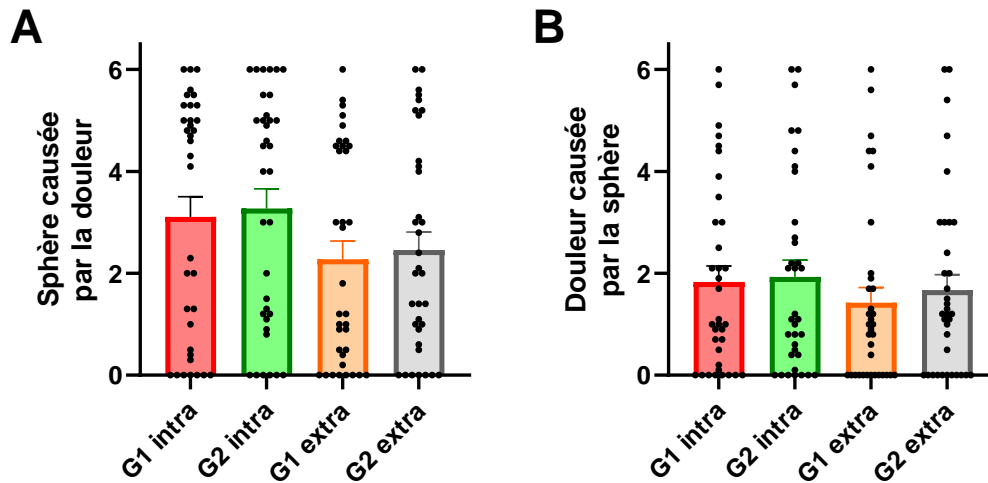 A
Sphère causée
par la douleur
6
4
2
0
G1 intra
G2 intra
G1 extra
G2 extra
B
Douleur causée
par la sphère
6
4
2
0
G1 intra
G2 intra
G1 extra
G2 extra